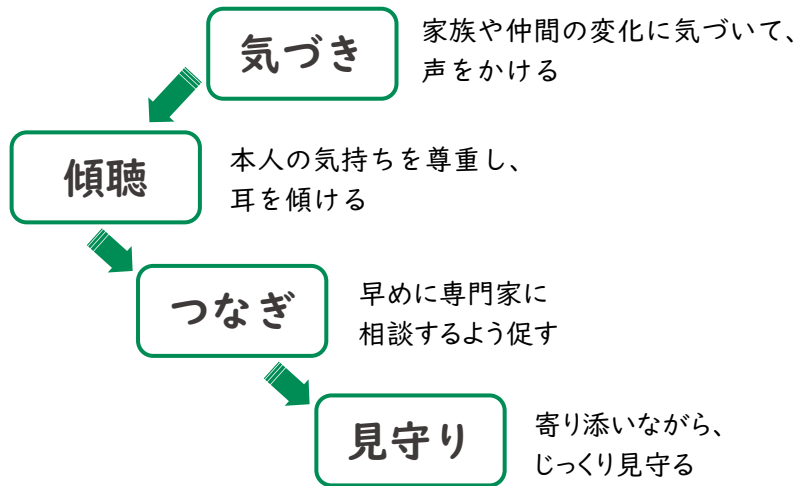 気づき
家族や仲間の変化に気づいて、
声をかける
傾聴
本人の気持ちを尊重し、
耳を傾ける
つなぎ
早めに専門家に
相談するよう促す
見守り
寄り添いながら、
じっくり見守る